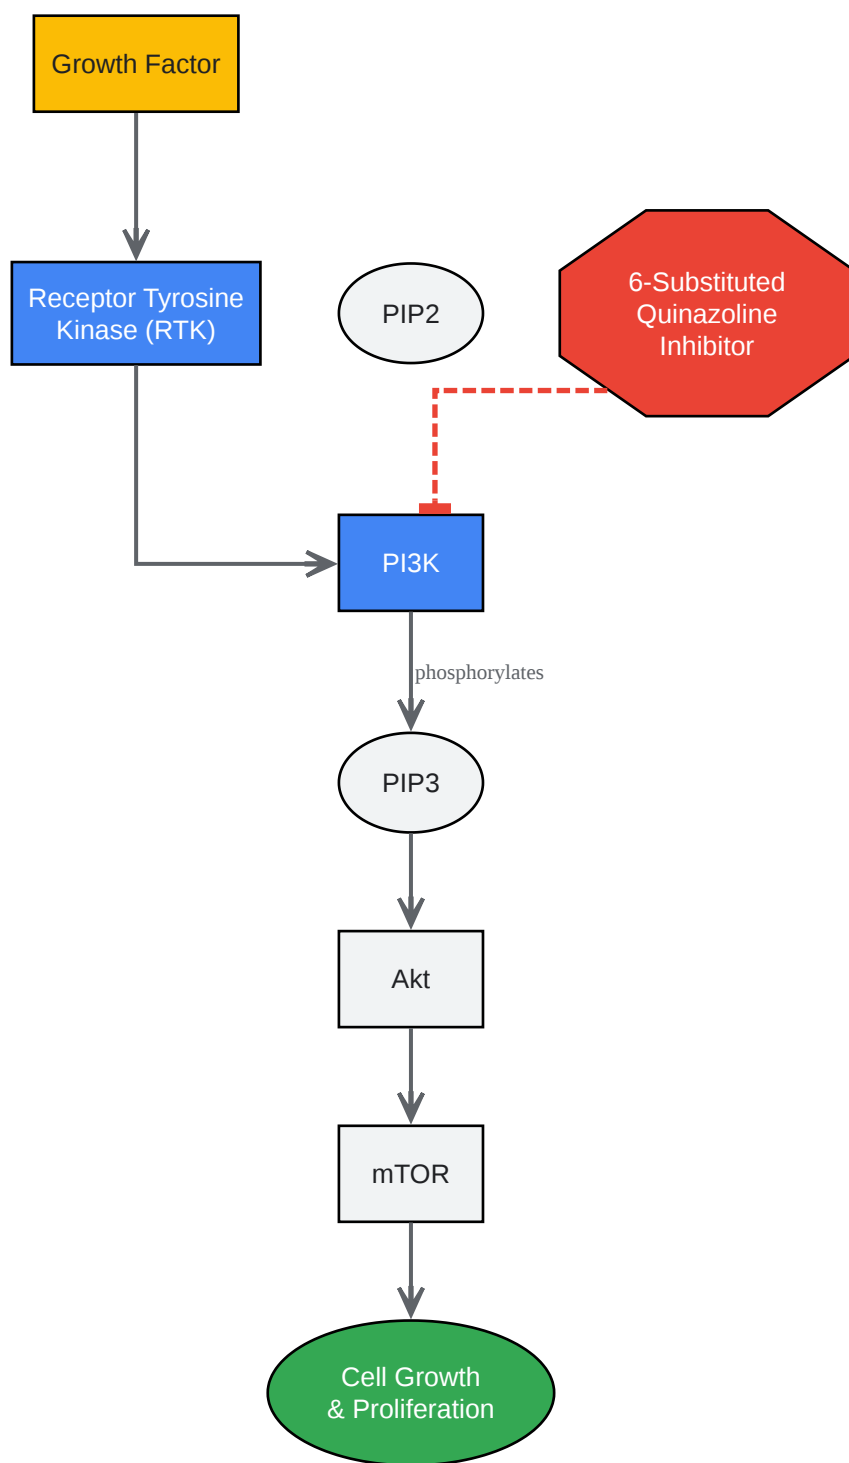 Growth Factor
Receptor Tyrosine
Kinase (RTK)
PIP2
6-Substituted
Quinazoline
Inhibitor
PI3K
phosphorylates
PIP3
Akt
mTOR
Cell Growth
& Proliferation